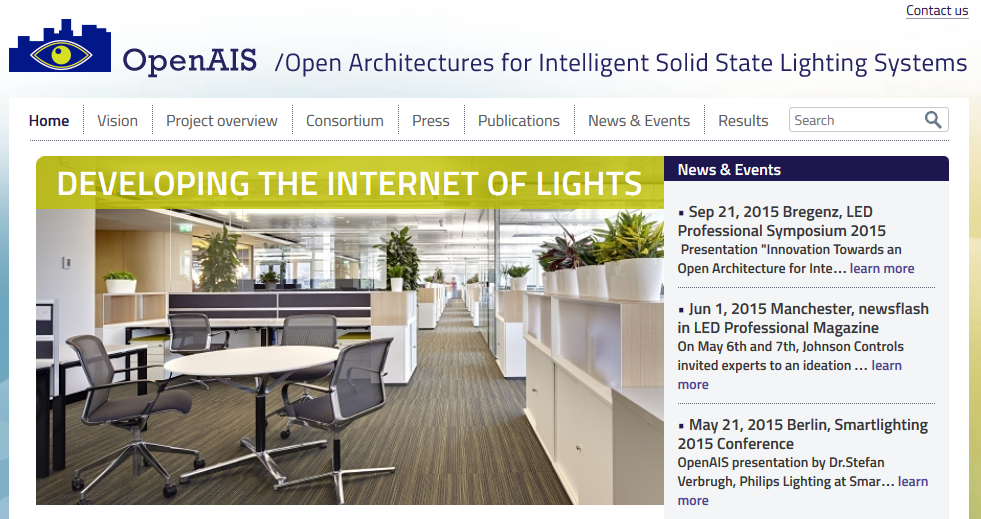 Contact us
OpenAIS /Open Architectures for Intelligent Solid State Lighting Systems
Home Vision Project overview Consortium Press Publications News & Events Results Search
DEVELOPING THE INTERNET OF LIGHTS
News & Events
▪ Sep 21, 2015 Bregenz, LED
Professional Symposium 2015
Presentation "Innovation Towards an
Open Architecture for Inte... learn more
▪ Jun 1, 2015 Manchester, newsflash
in LED Professional Magazine
On May 6th and 7th, Johnson Controls
invited experts to an ideation ... learn
more
▪ May 21, 2015 Berlin, Smartlighting
2015 Conference
OpenAIS presentation by Dr.Stefan
Verbrugh, Philips Lighting at Smar... learn
more